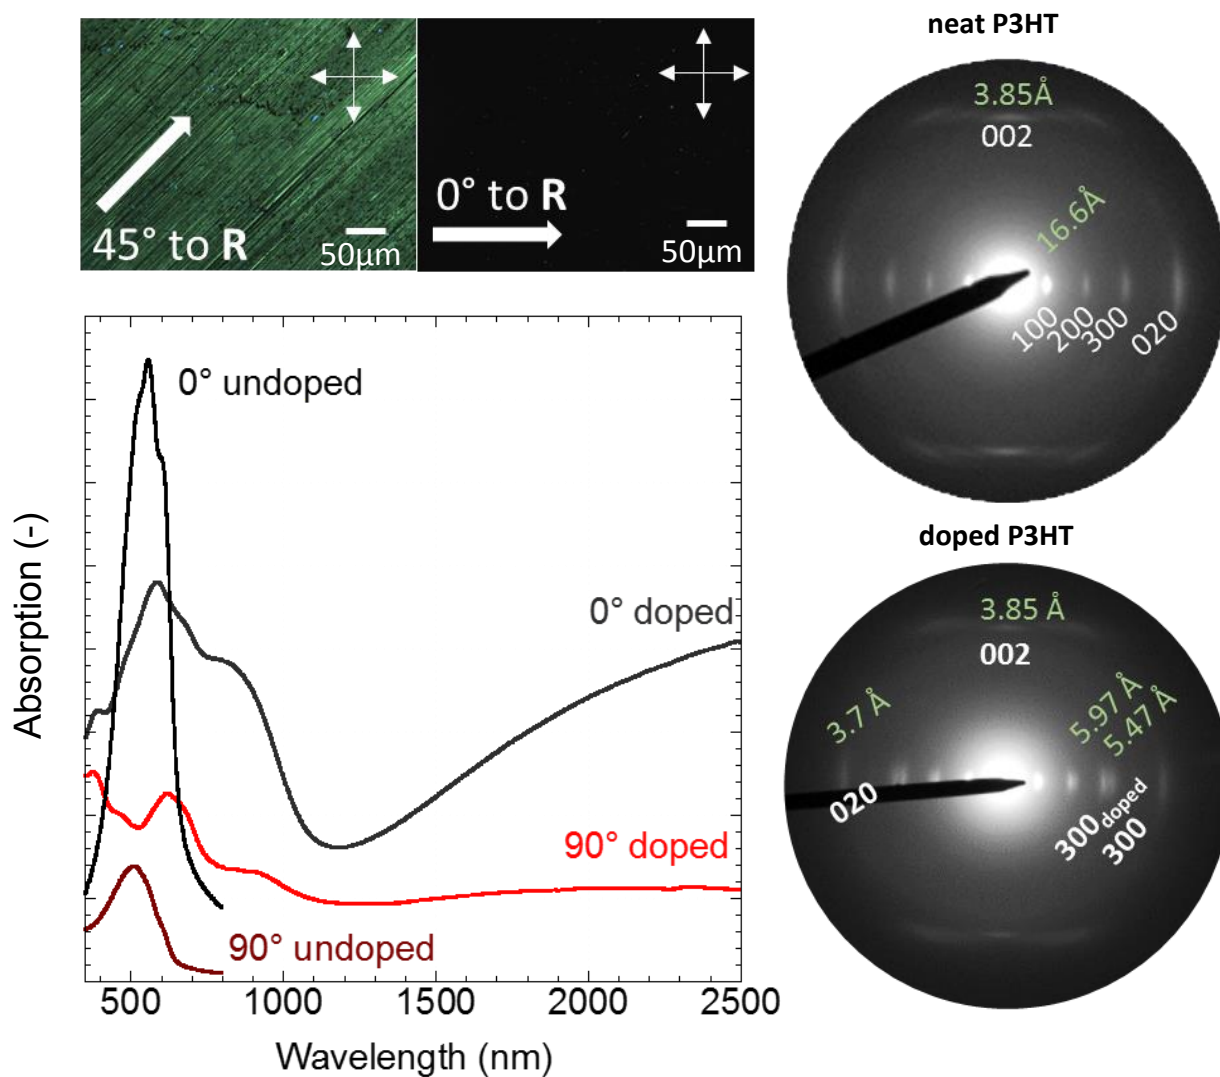 45° to R
50µm
0° to R
50µm
neat P3HT
3.85Å
002
16.6Å
100
200
300
020
doped P3HT
3.85 Å
002
3.7 Å
5.97 Å
5.47 Å
020
300doped
300
0° undoped
0° doped
90° doped
90° undoped
Absorption (-)
500
1000
1500
2000
2500
Wavelength (nm)